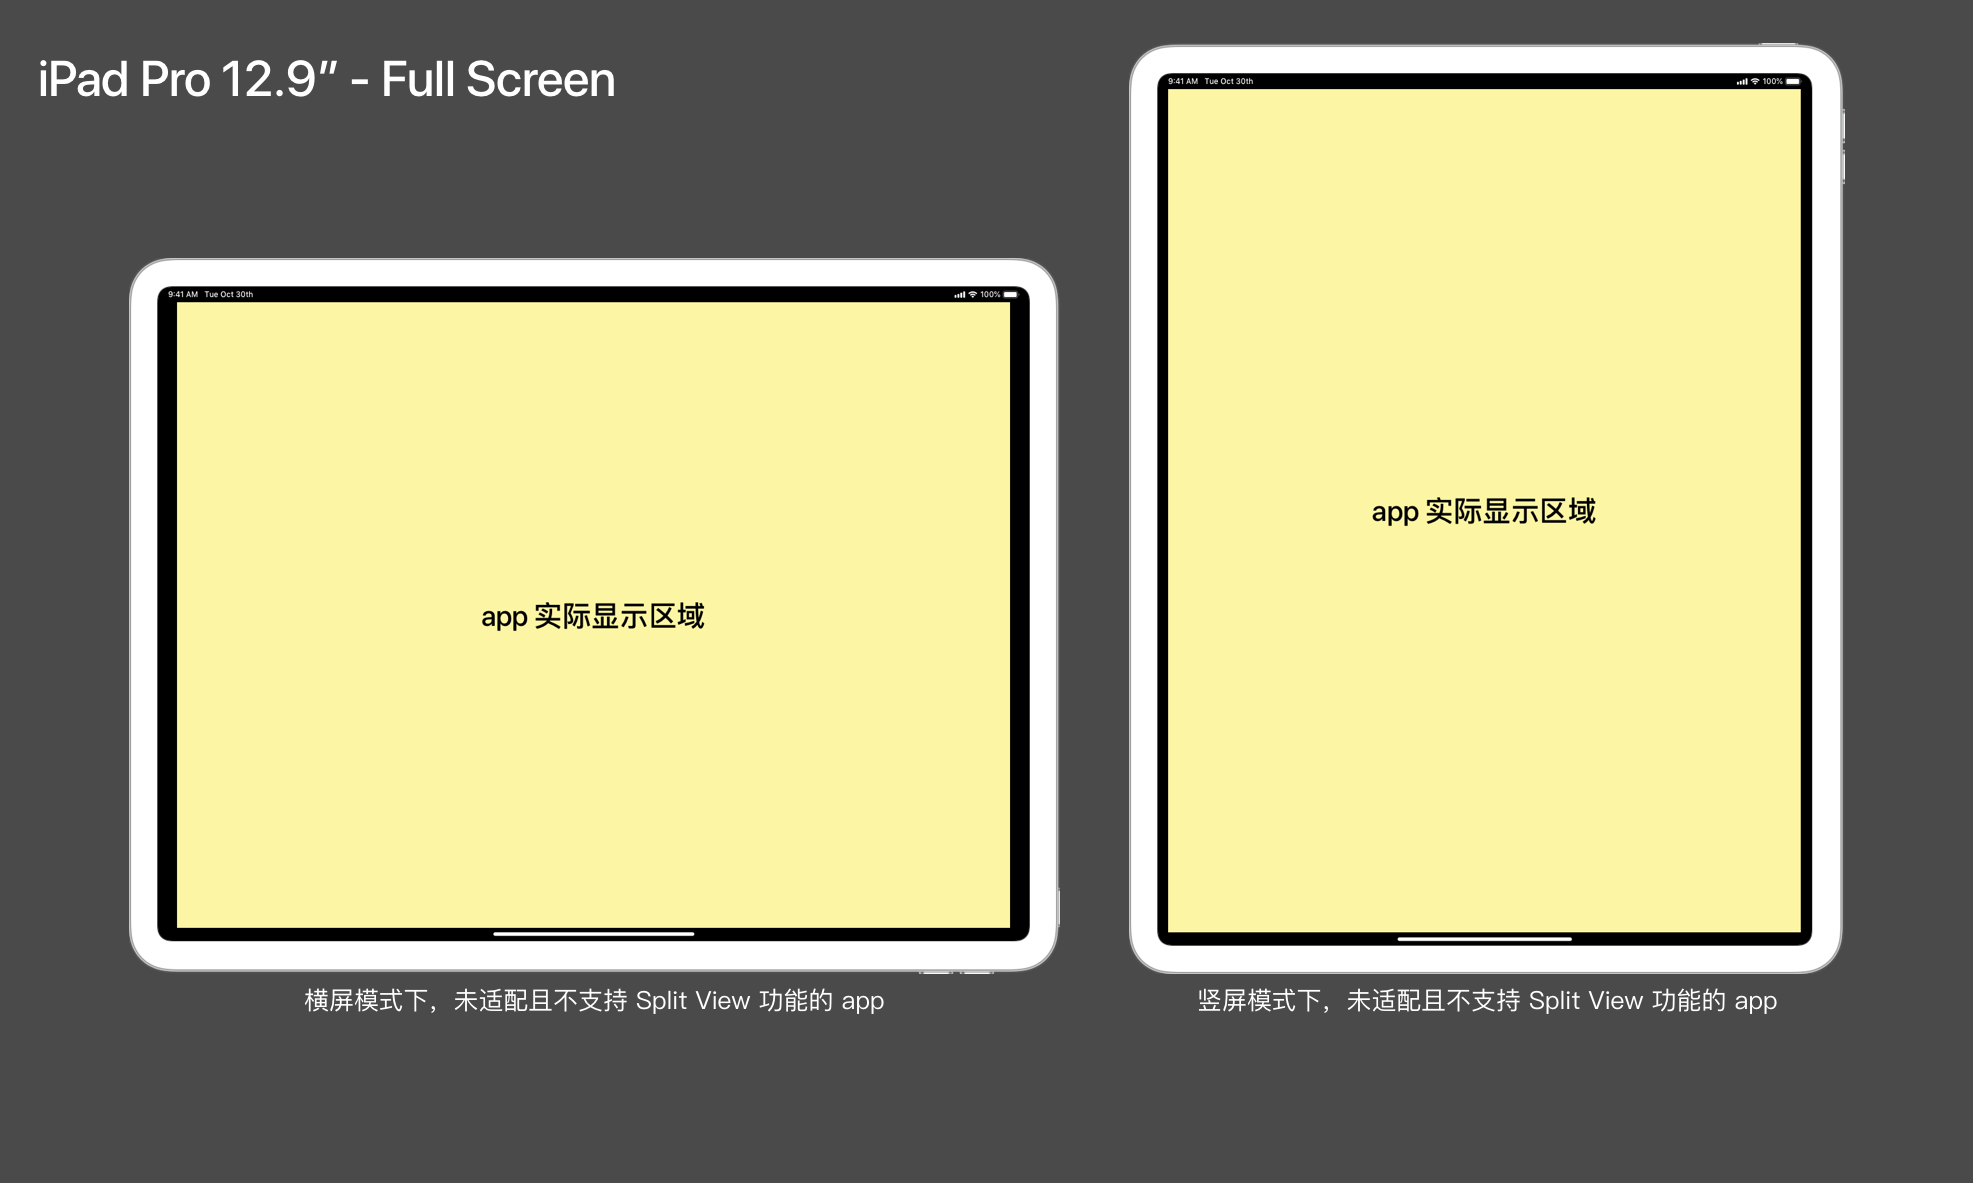 iPad Pro 12.9” - Full Screen
9:41 AM Tue Oct 30th 100%
app 实际显示区域
横屏模式下，未适配且不支持 Split View 功能的 app
9:41 AM Tue Oct 30th 100%
app 实际显示区域
竖屏模式下，未适配且不支持 Split View 功能的 app